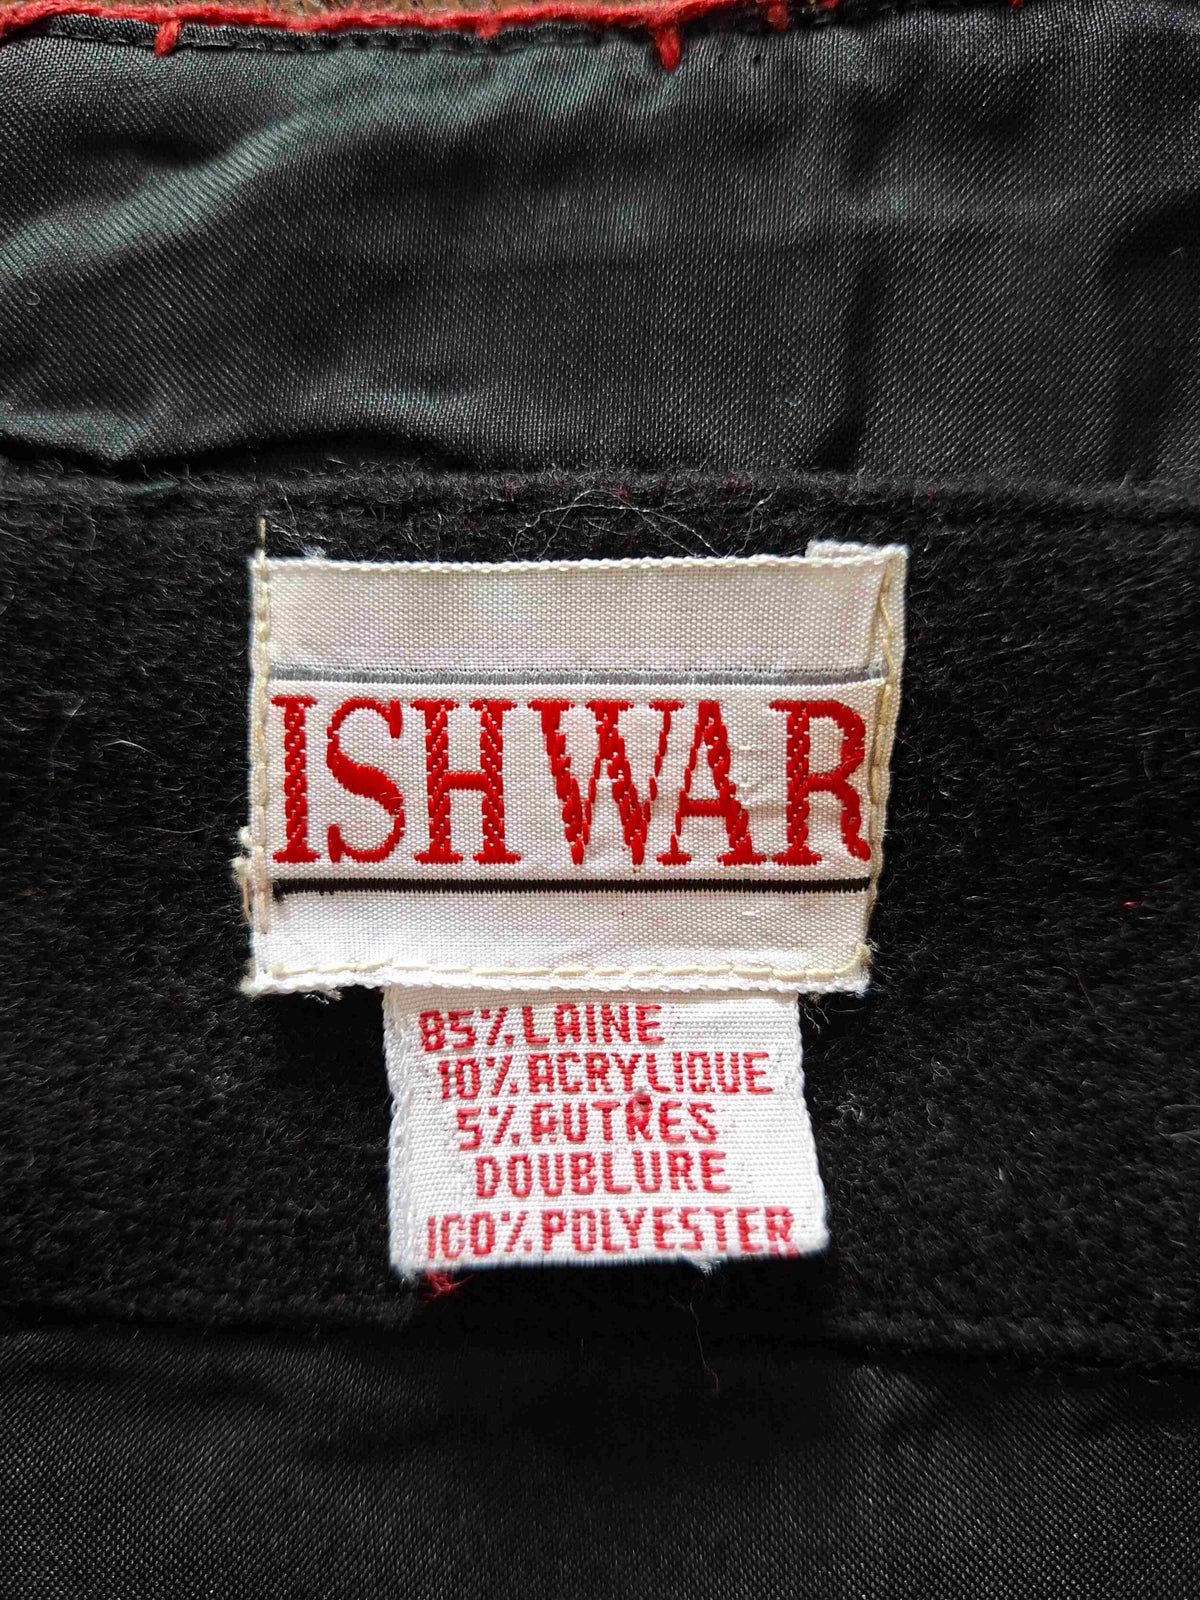 ISHWAR
85% LAINE
10% ACRYLIQUE
5% AUTRES
DOUBLURE
100% POLYESTER